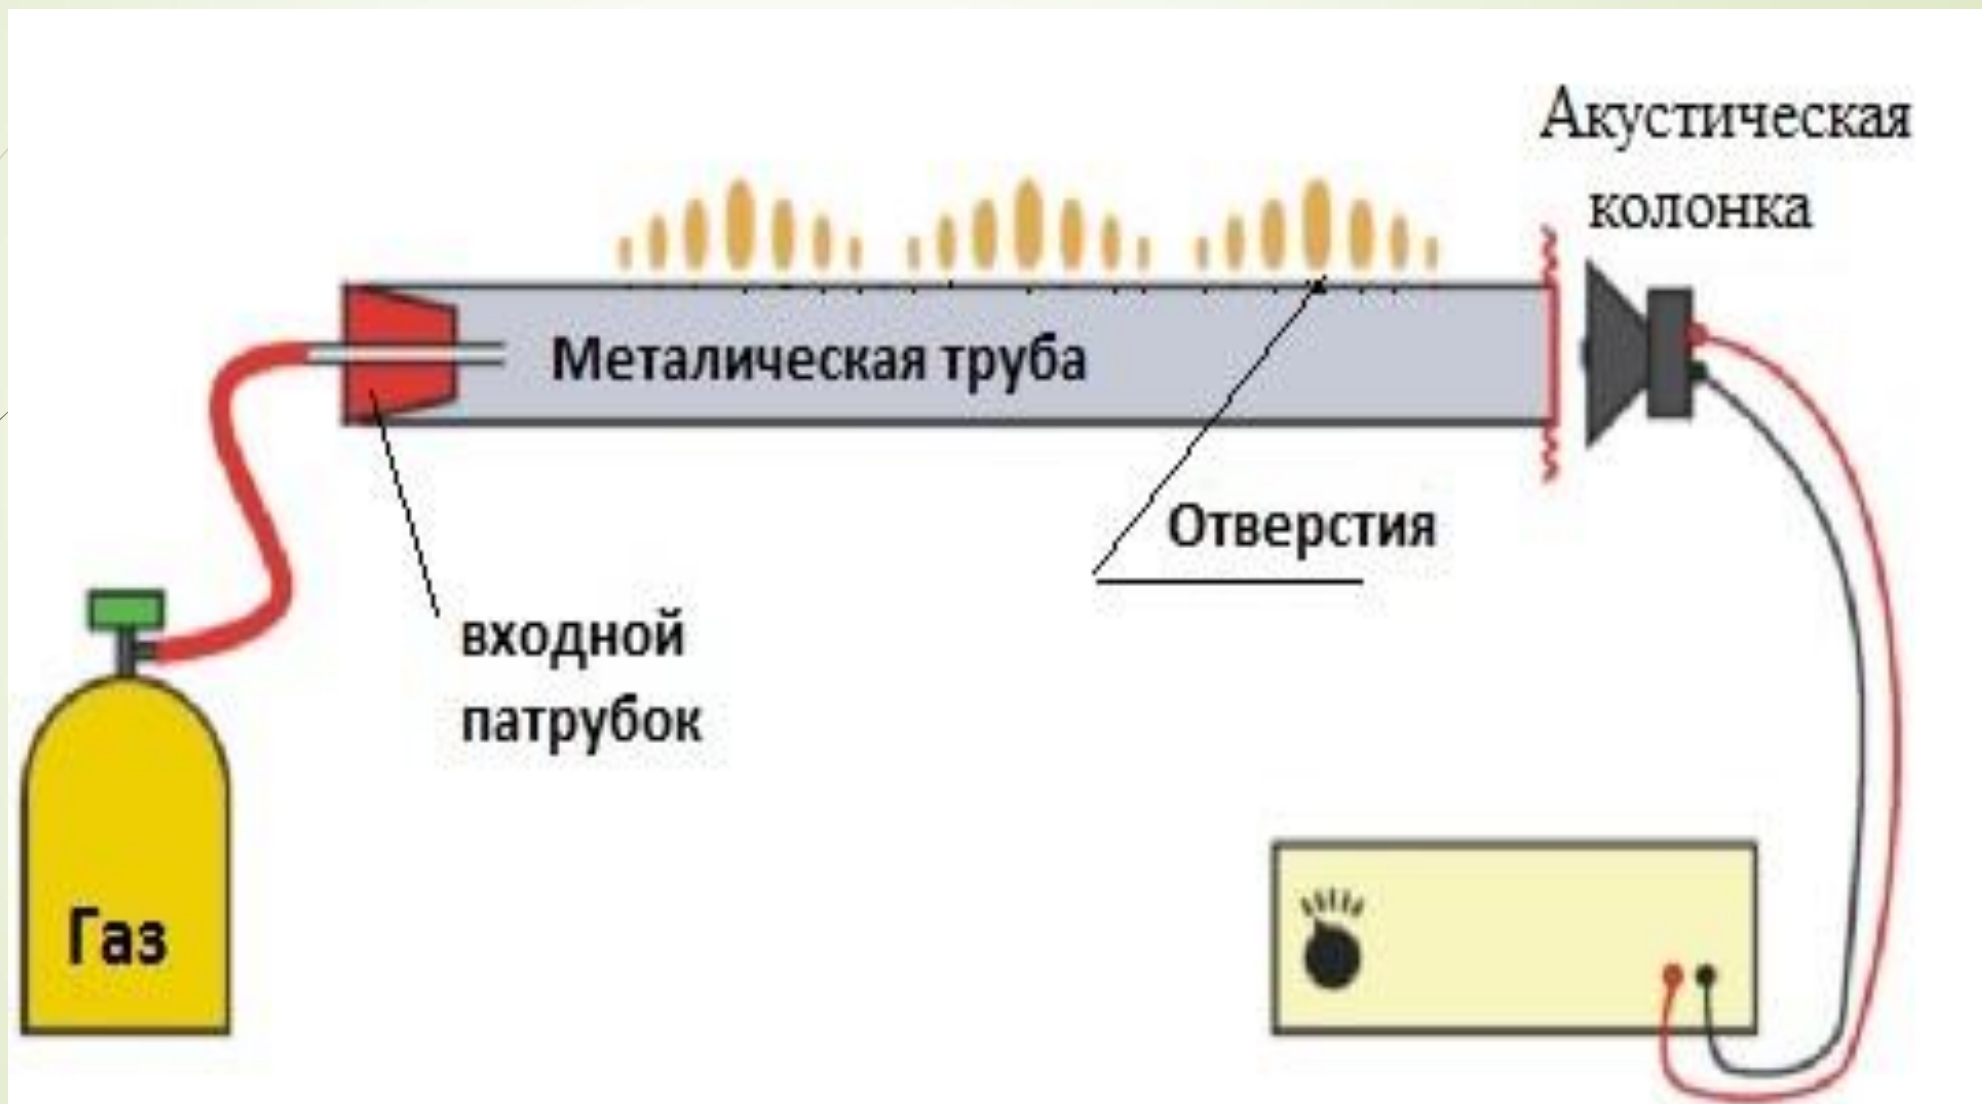 Акустическая
колонка
Металическая труба
Отверстия
входной
патрубок
Газ